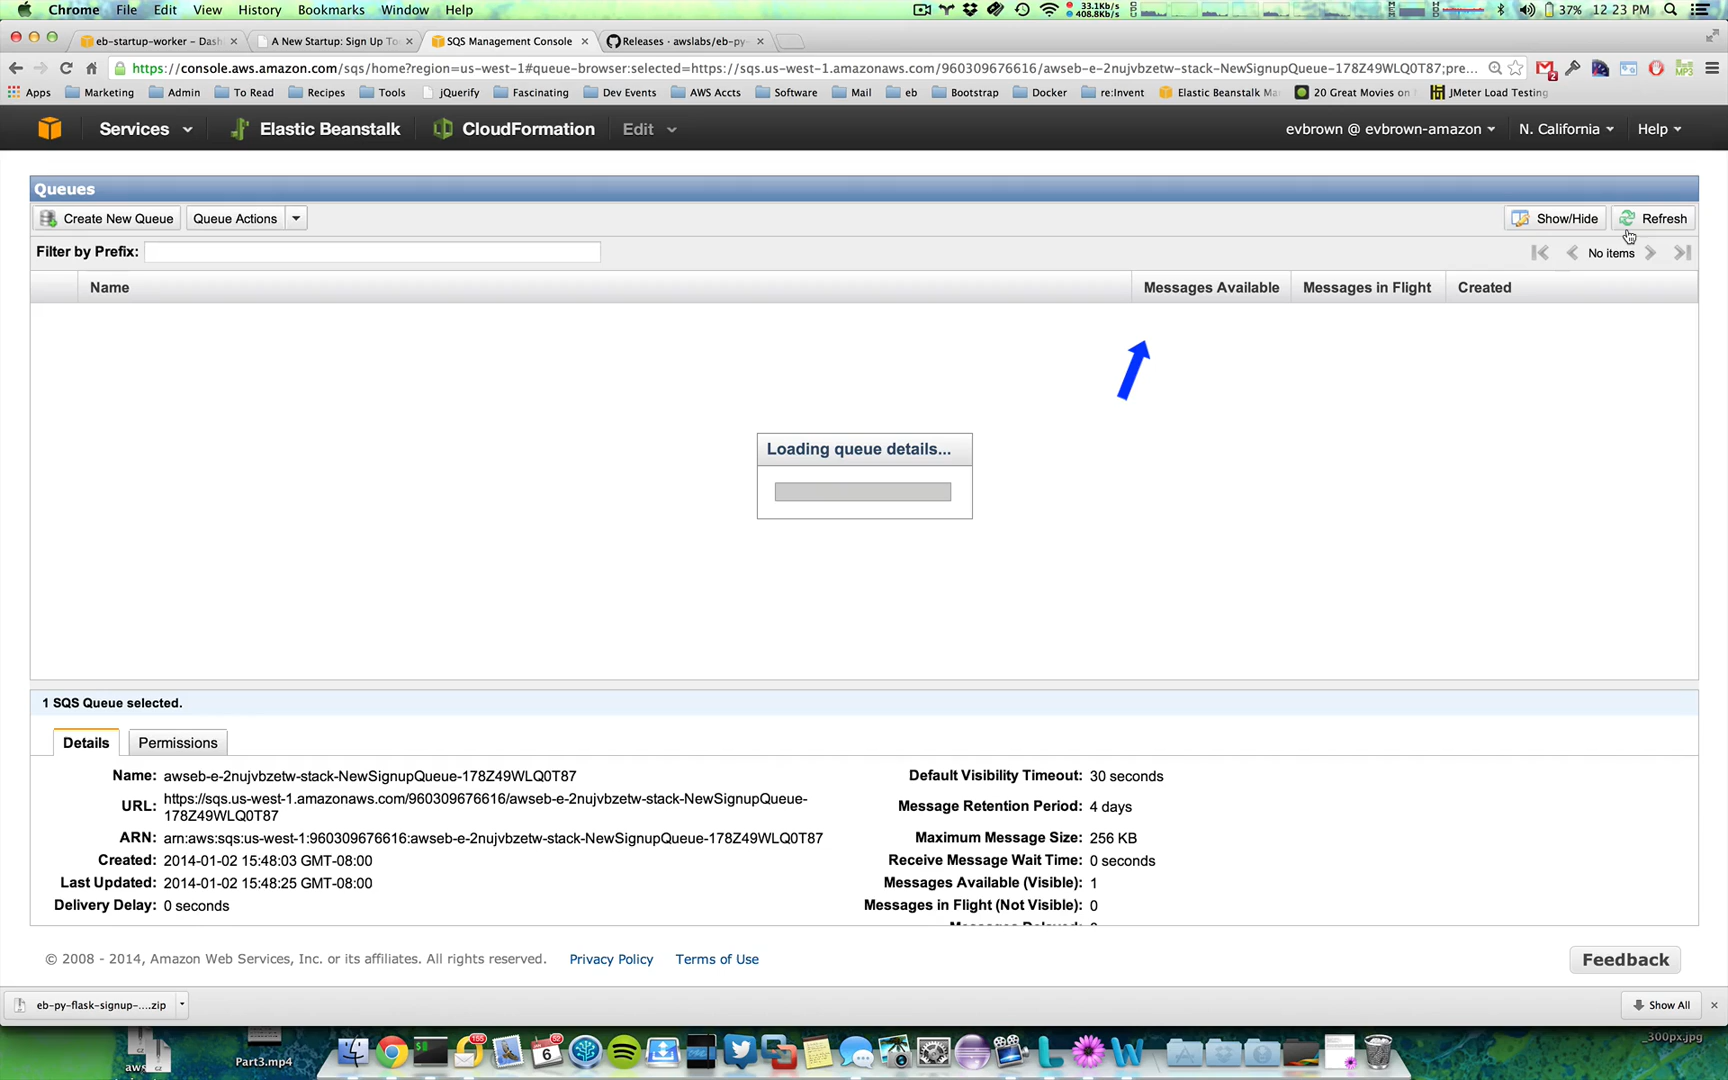 Chrome File Edit View History Bookmarks Window Help 33.1Kb/s 408.8Kb/s 37% 12:23 PM
eb-startup-worker – Dash A New Startup: Sign Up To SQS Management Console Releases · awslabs/eb-py-
https://console.aws.amazon.com/sqs/home?region=us-west-1#queue-browser:selected=https://sqs.us-west-1.amazonaws.com/960309676616/awseb-e-2nujvbzetw-stack-NewSignupQueue-178Z49WLQ0T87;pre...
Apps Marketing Admin To Read Recipes Tools jQuerify Fascinating Dev Events AWS Accts Software Mail eb Bootstrap Docker re:Invent Elastic Beanstalk Ma 20 Great Movies on JMeter Load Testing
Services Elastic Beanstalk CloudFormation Edit evbrown @ evbrown-amazon N. California Help
Queues
Create New Queue Queue Actions Show/Hide Refresh
Filter by Prefix: No items
Name Messages Available Messages in Flight Created
Loading queue details...
1 SQS Queue selected.
Details Permissions
Name: awseb-e-2nujvbzetw-stack-NewSignupQueue-178Z49WLQ0T87
URL: https://sqs.us-west-1.amazonaws.com/960309676616/awseb-e-2nujvbzetw-stack-NewSignupQueue-
178Z49WLQ0T87
ARN: arn:aws:sqs:us-west-1:960309676616:awseb-e-2nujvbzetw-stack-NewSignupQueue-178Z49WLQ0T87
Created: 2014-01-02 15:48:03 GMT-08:00
Last Updated: 2014-01-02 15:48:25 GMT-08:00
Delivery Delay: 0 seconds
Default Visibility Timeout: 30 seconds
Message Retention Period: 4 days
Maximum Message Size: 256 KB
Receive Message Wait Time: 0 seconds
Messages Available (Visible): 1
Messages in Flight (Not Visible): 0
© 2008 - 2014, Amazon Web Services, Inc. or its affiliates. All rights reserved. Privacy Policy Terms of Use Feedback
eb-py-flask-signup-....zip Show All
_300px.jpg
Part3.mp4
aws